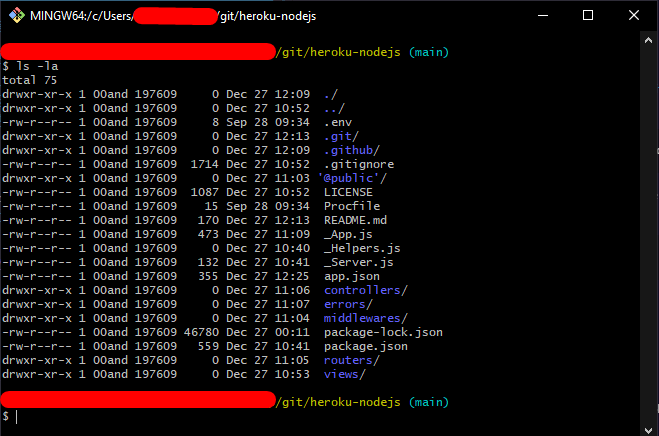 MINGW64:/c/Users/ /git/heroku-nodejs
/git/heroku-nodejs (main)
$ ls -la
total 75
drwxr-xr-x 1 00and 197609     0 Dec 27 12:09  ./
drwxr-xr-x 1 00and 197609     0 Dec 27 10:52  ../
-rw-r--r-- 1 00and 197609     8 Sep 28 09:34  .env
drwxr-xr-x 1 00and 197609     0 Dec 27 12:13  .git/
drwxr-xr-x 1 00and 197609     0 Dec 27 12:09  .github/
-rw-r--r-- 1 00and 197609  1714 Dec 27 10:52  .gitignore
drwxr-xr-x 1 00and 197609     0 Dec 27 11:03 '@public'/
-rw-r--r-- 1 00and 197609  1087 Dec 27 10:52  LICENSE
-rw-r--r-- 1 00and 197609    15 Sep 28 09:34  Procfile
-rw-r--r-- 1 00and 197609   170 Dec 27 12:13  README.md
-rw-r--r-- 1 00and 197609   473 Dec 27 11:09  _App.js
-rw-r--r-- 1 00and 197609     0 Dec 27 10:40  _Helpers.js
-rw-r--r-- 1 00and 197609   132 Dec 27 10:41  _Server.js
-rw-r--r-- 1 00and 197609   355 Dec 27 12:25  app.json
drwxr-xr-x 1 00and 197609     0 Dec 27 11:06  controllers/
drwxr-xr-x 1 00and 197609     0 Dec 27 11:07  errors/
drwxr-xr-x 1 00and 197609     0 Dec 27 11:04  middlewares/
-rw-r--r-- 1 00and 197609 46780 Dec 27 00:11  package-lock.json
-rw-r--r-- 1 00and 197609   559 Dec 27 10:41  package.json
drwxr-xr-x 1 00and 197609     0 Dec 27 11:05  routers/
drwxr-xr-x 1 00and 197609     0 Dec 27 10:53  views/
/git/heroku-nodejs (main)
$